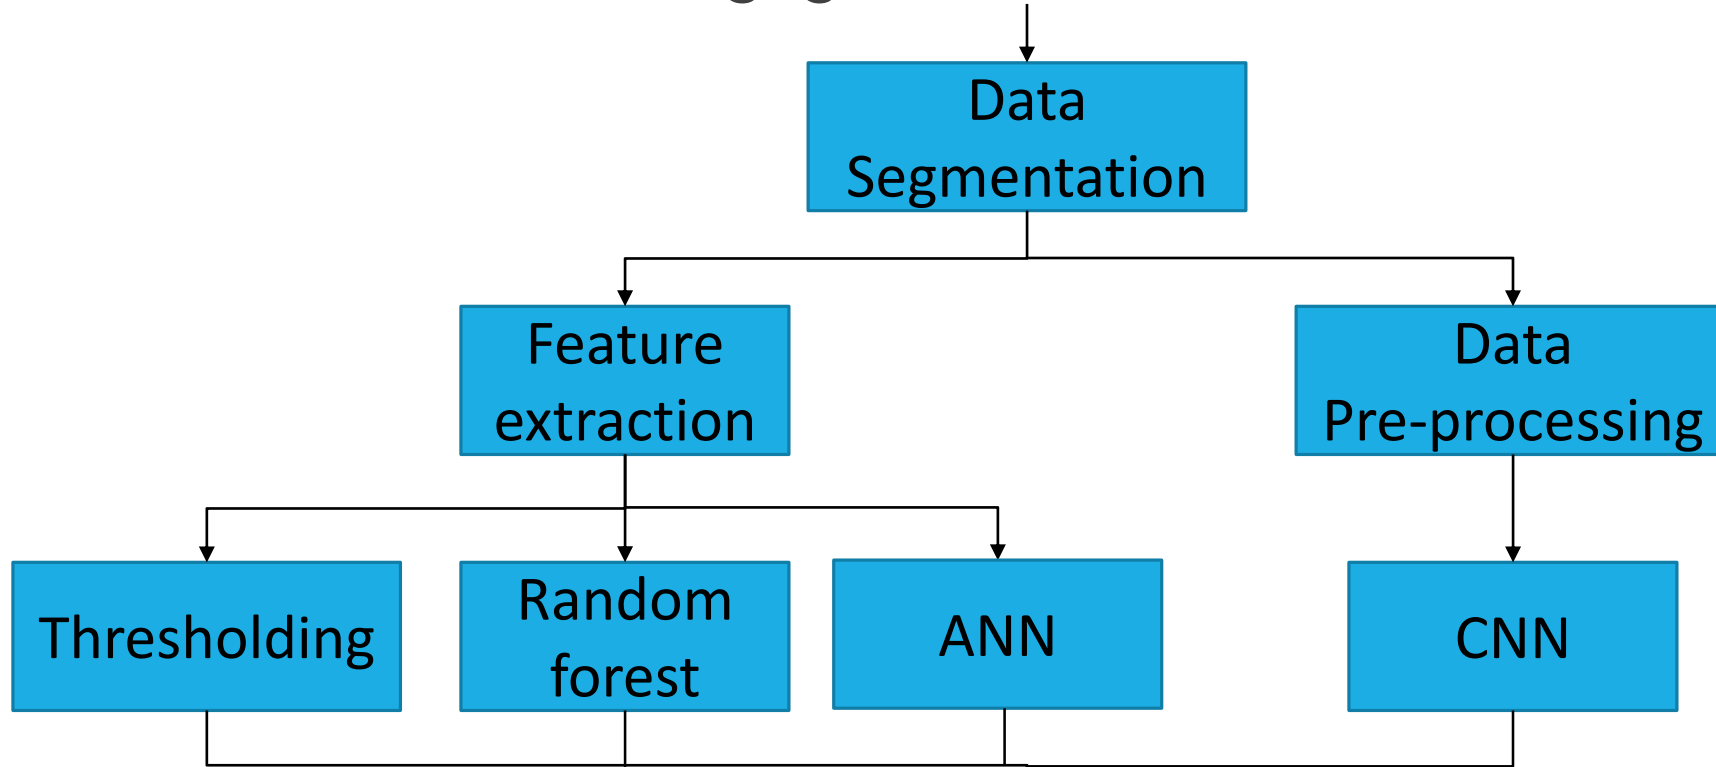 Data
Segmentation
Feature
extraction
Data
Pre-processing
Thresholding
Random
forest
ANN
CNN